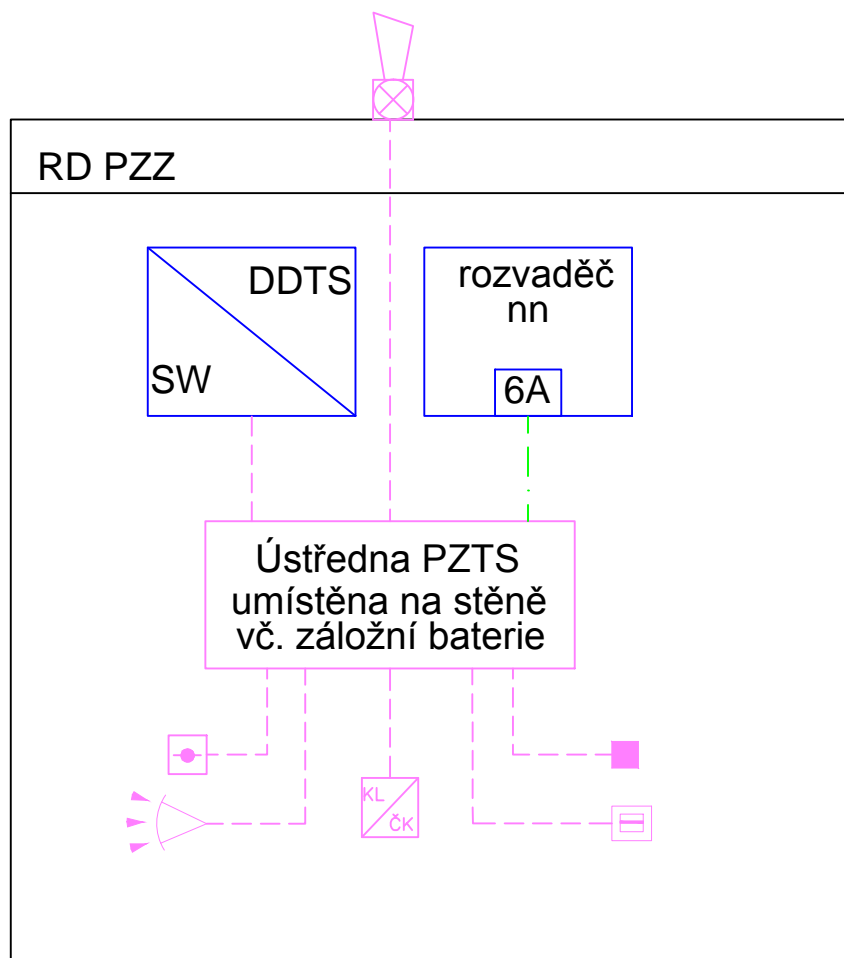 RD PZZ
DDTS
SW
rozvaděč
nn
6A
Ústředna PZTS
umístěna na stěně
vč. záložní baterie
KL
ČK